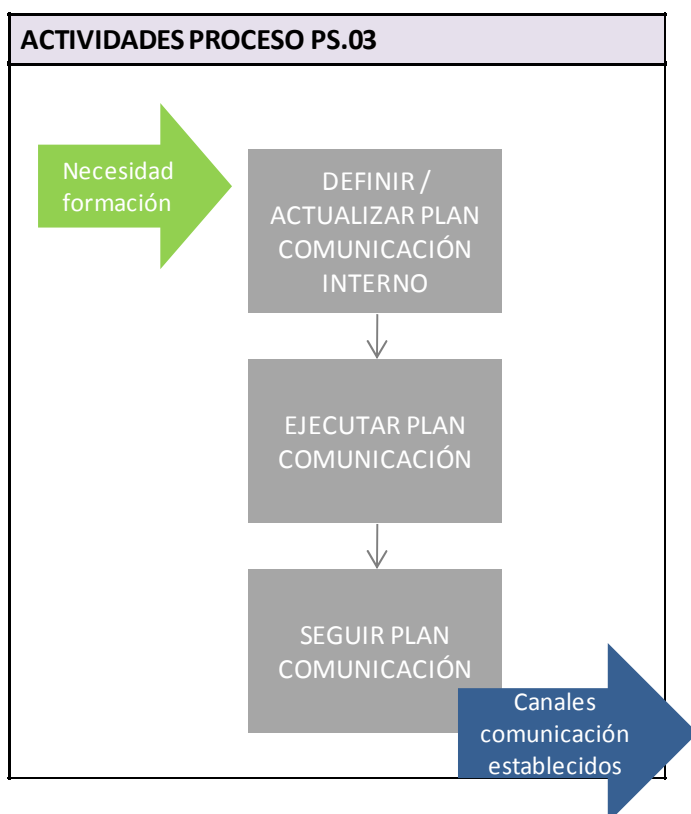 ACTIVIDADES PROCESO PS.03
Necesidad
formación
DEFINIR /
ACTUALIZAR PLAN
COMUNICACIÓN
INTERNO
EJECUTAR PLAN
COMUNICACIÓN
SEGUIR PLAN
COMUNICACIÓN
Canales
comunicación
establecidos